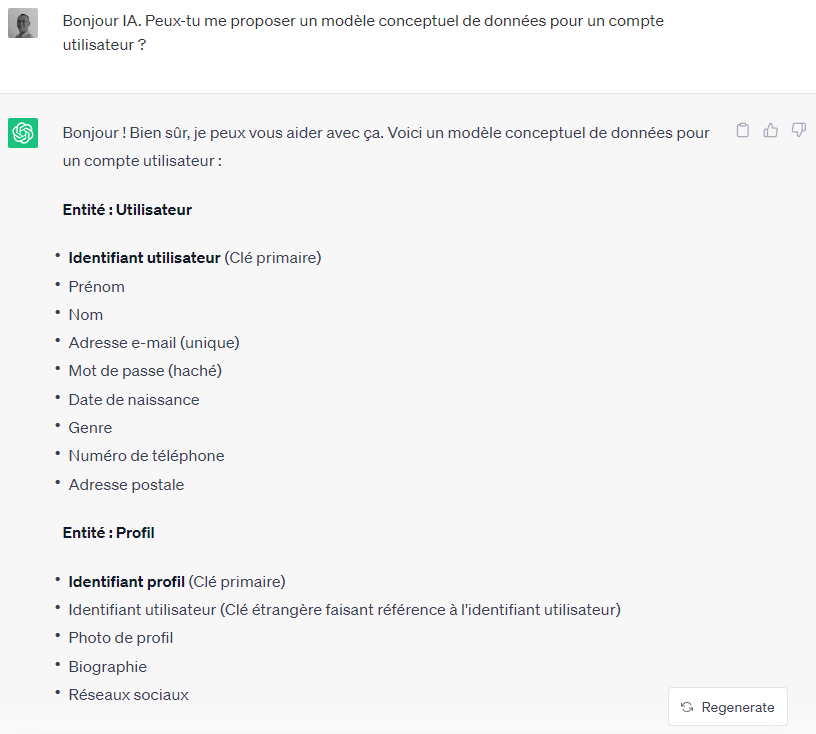 Bonjour IA. Peux-tu me proposer un modèle conceptuel de données pour un compte
utilisateur ?
Bonjour ! Bien sûr, je peux vous aider avec ça. Voici un modèle conceptuel de données pour
un compte utilisateur :
Entité : Utilisateur
• Identifiant utilisateur (Clé primaire)
• Prénom
• Nom
• Adresse e-mail (unique)
• Mot de passe (haché)
• Date de naissance
• Genre
• Numéro de téléphone
• Adresse postale
Entité : Profil
• Identifiant profil (Clé primaire)
• Identifiant utilisateur (Clé étrangère faisant référence à l'identifiant utilisateur)
• Photo de profil
• Biographie
• Réseaux sociaux
Regenerate